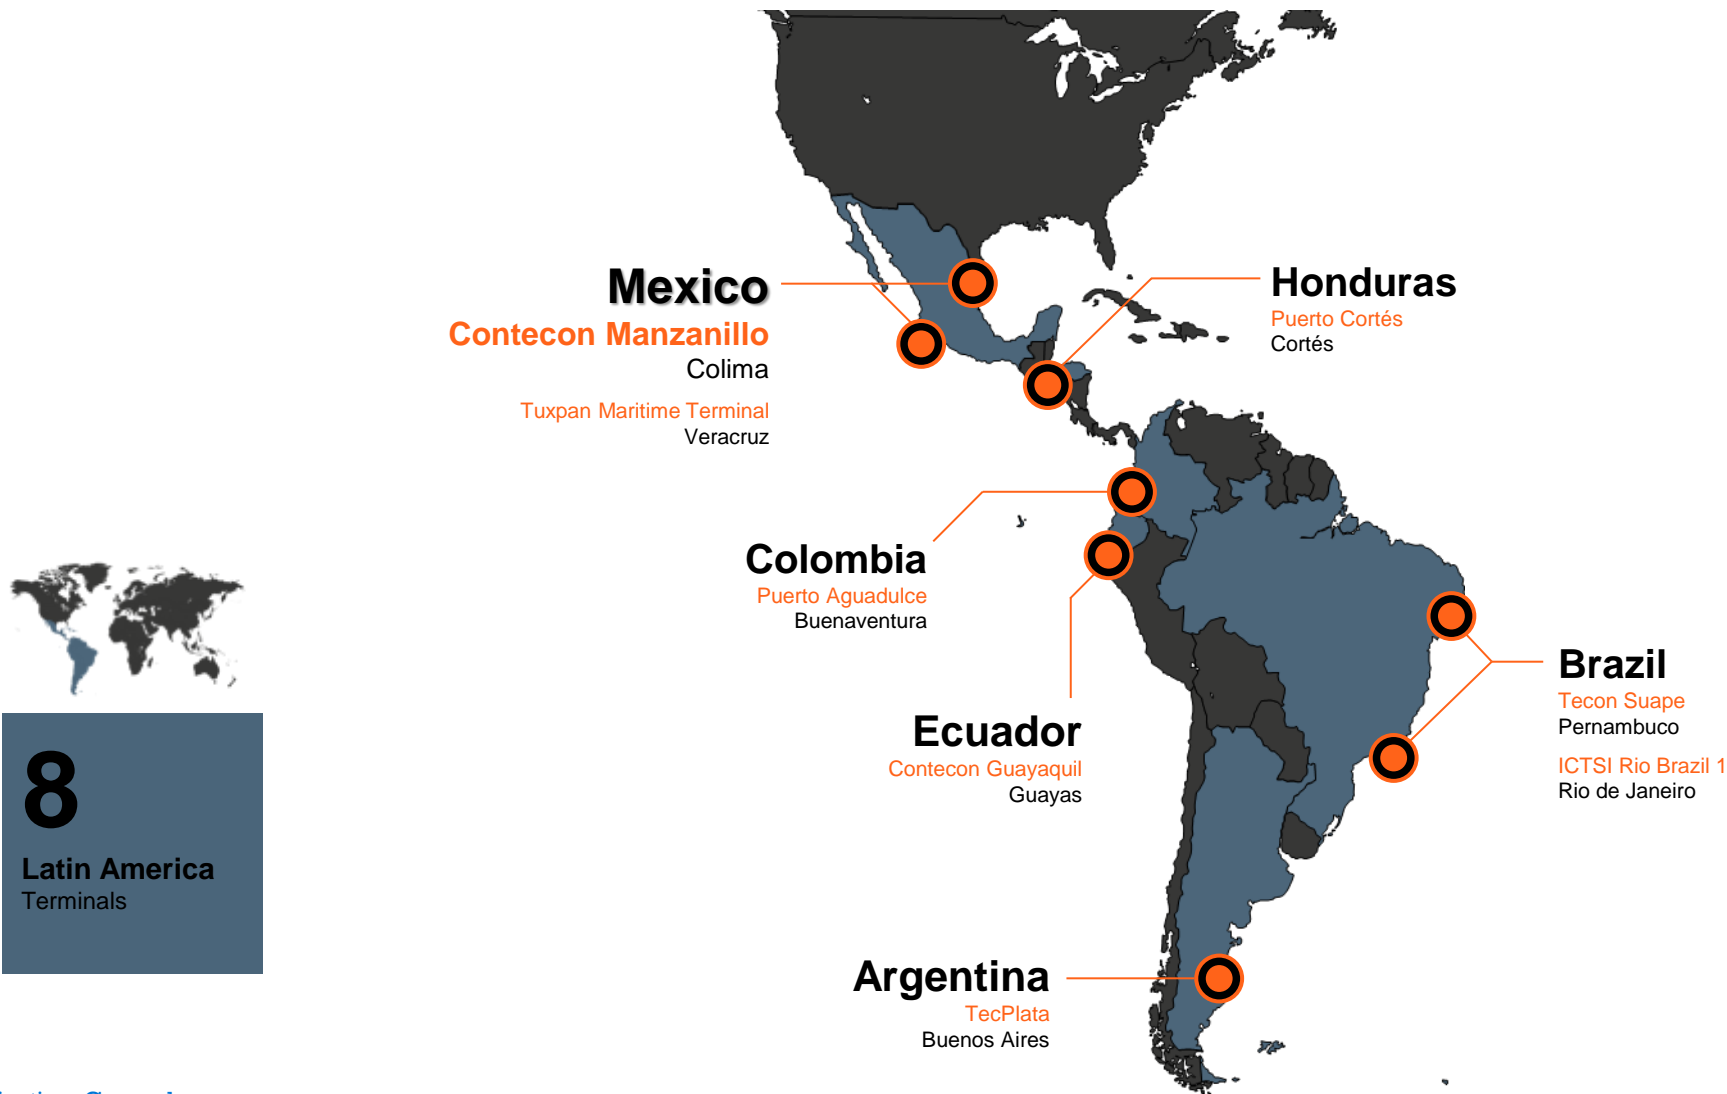 Mexico
Contecon Manzanillo
Colima
Tuxpan Maritime Terminal
Veracruz
Honduras
Puerto Cortés
Cortés
Colombia
Puerto Aguadulce
Buenaventura
Ecuador
Contecon Guayaquil
Guayas
Brazil
Tecon Suape
Pernambuco
ICTSI Rio Brazil 1
Rio de Janeiro
Argentina
TecPlata
Buenos Aires
8
Latin America
Terminals